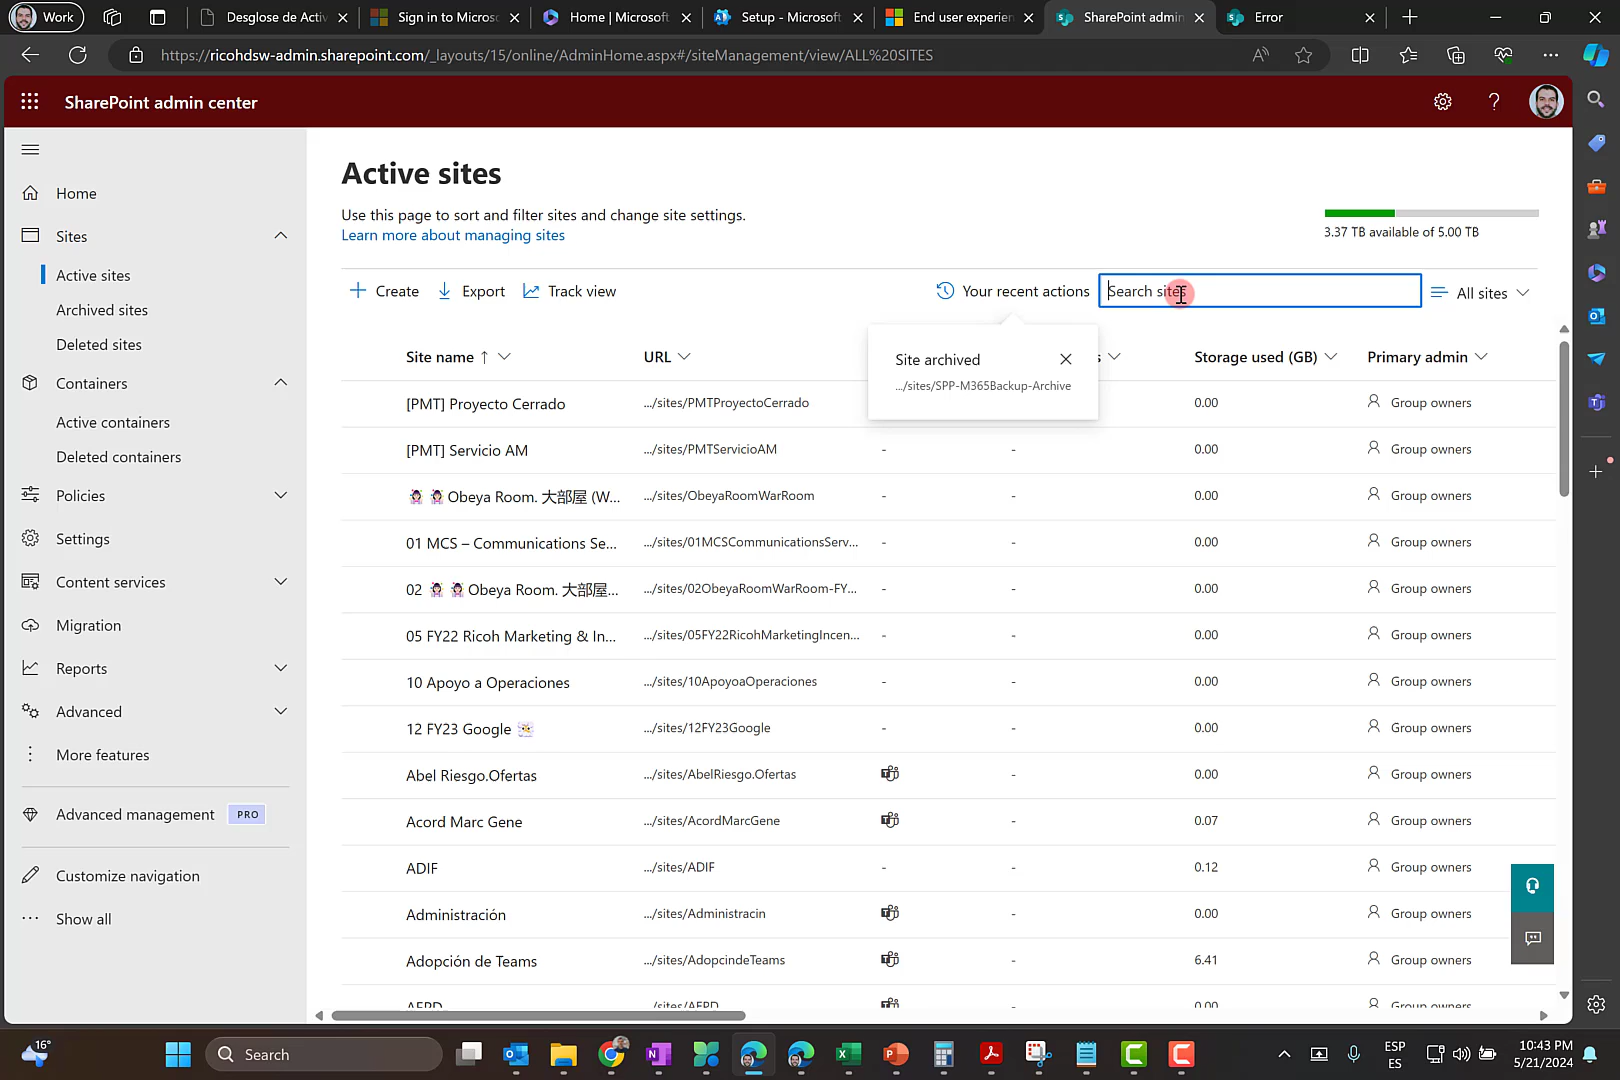 Work
Desglose de Activ
Sign in to Micros
Home | Microsoft
Setup - Microsoft
End user experien
SharePoint admin
Error
https://ricohdsw-admin.sharepoint.com/_layouts/15/online/AdminHome.aspx#/siteManagement/view/ALL%20SITES
SharePoint admin center
Home
Sites
Active sites
Archived sites
Deleted sites
Containers
Active containers
Deleted containers
Policies
Settings
Content services
Migration
Reports
Advanced
More features
Advanced management PRO
Customize navigation
Show all
Active sites
Use this page to sort and filter sites and change site settings.
Learn more about managing sites
3.37 TB available of 5.00 TB
Create Export Track view Your recent actions Search sites All sites
Site archived
.../sites/SPP-M365Backup-Archive
Site name ↑ URL s Storage used (GB) Primary admin
[PMT] Proyecto Cerrado .../sites/PMTProyectoCerrado 0.00 Group owners
[PMT] Servicio AM .../sites/PMTServicioAM - - 0.00 Group owners
Obeya Room. 大部屋 (W... .../sites/ObeyaRoomWarRoom - - 0.00 Group owners
01 MCS – Communications Se... .../sites/01MCSCommunicationsServ... - - 0.00 Group owners
02 Obeya Room. 大部屋... .../sites/02ObeyaRoomWarRoom-FY... - - 0.00 Group owners
05 FY22 Ricoh Marketing & In... .../sites/05FY22RicohMarketingIncen... - - 0.00 Group owners
10 Apoyo a Operaciones .../sites/10ApoyoaOperaciones - - 0.00 Group owners
12 FY23 Google .../sites/12FY23Google - - 0.00 Group owners
Abel Riesgo.Ofertas .../sites/AbelRiesgo.Ofertas - 0.00 Group owners
Acord Marc Gene .../sites/AcordMarcGene - 0.07 Group owners
ADIF .../sites/ADIF - - 0.12 Group owners
Administración .../sites/Administracin - 0.00 Group owners
Adopción de Teams .../sites/AdopcindeTeams - 6.41 Group owners
AEPD .../sites/AEPD - 0.00 Group owners
16°
Search
ESP
ES
10:43 PM
5/21/2024